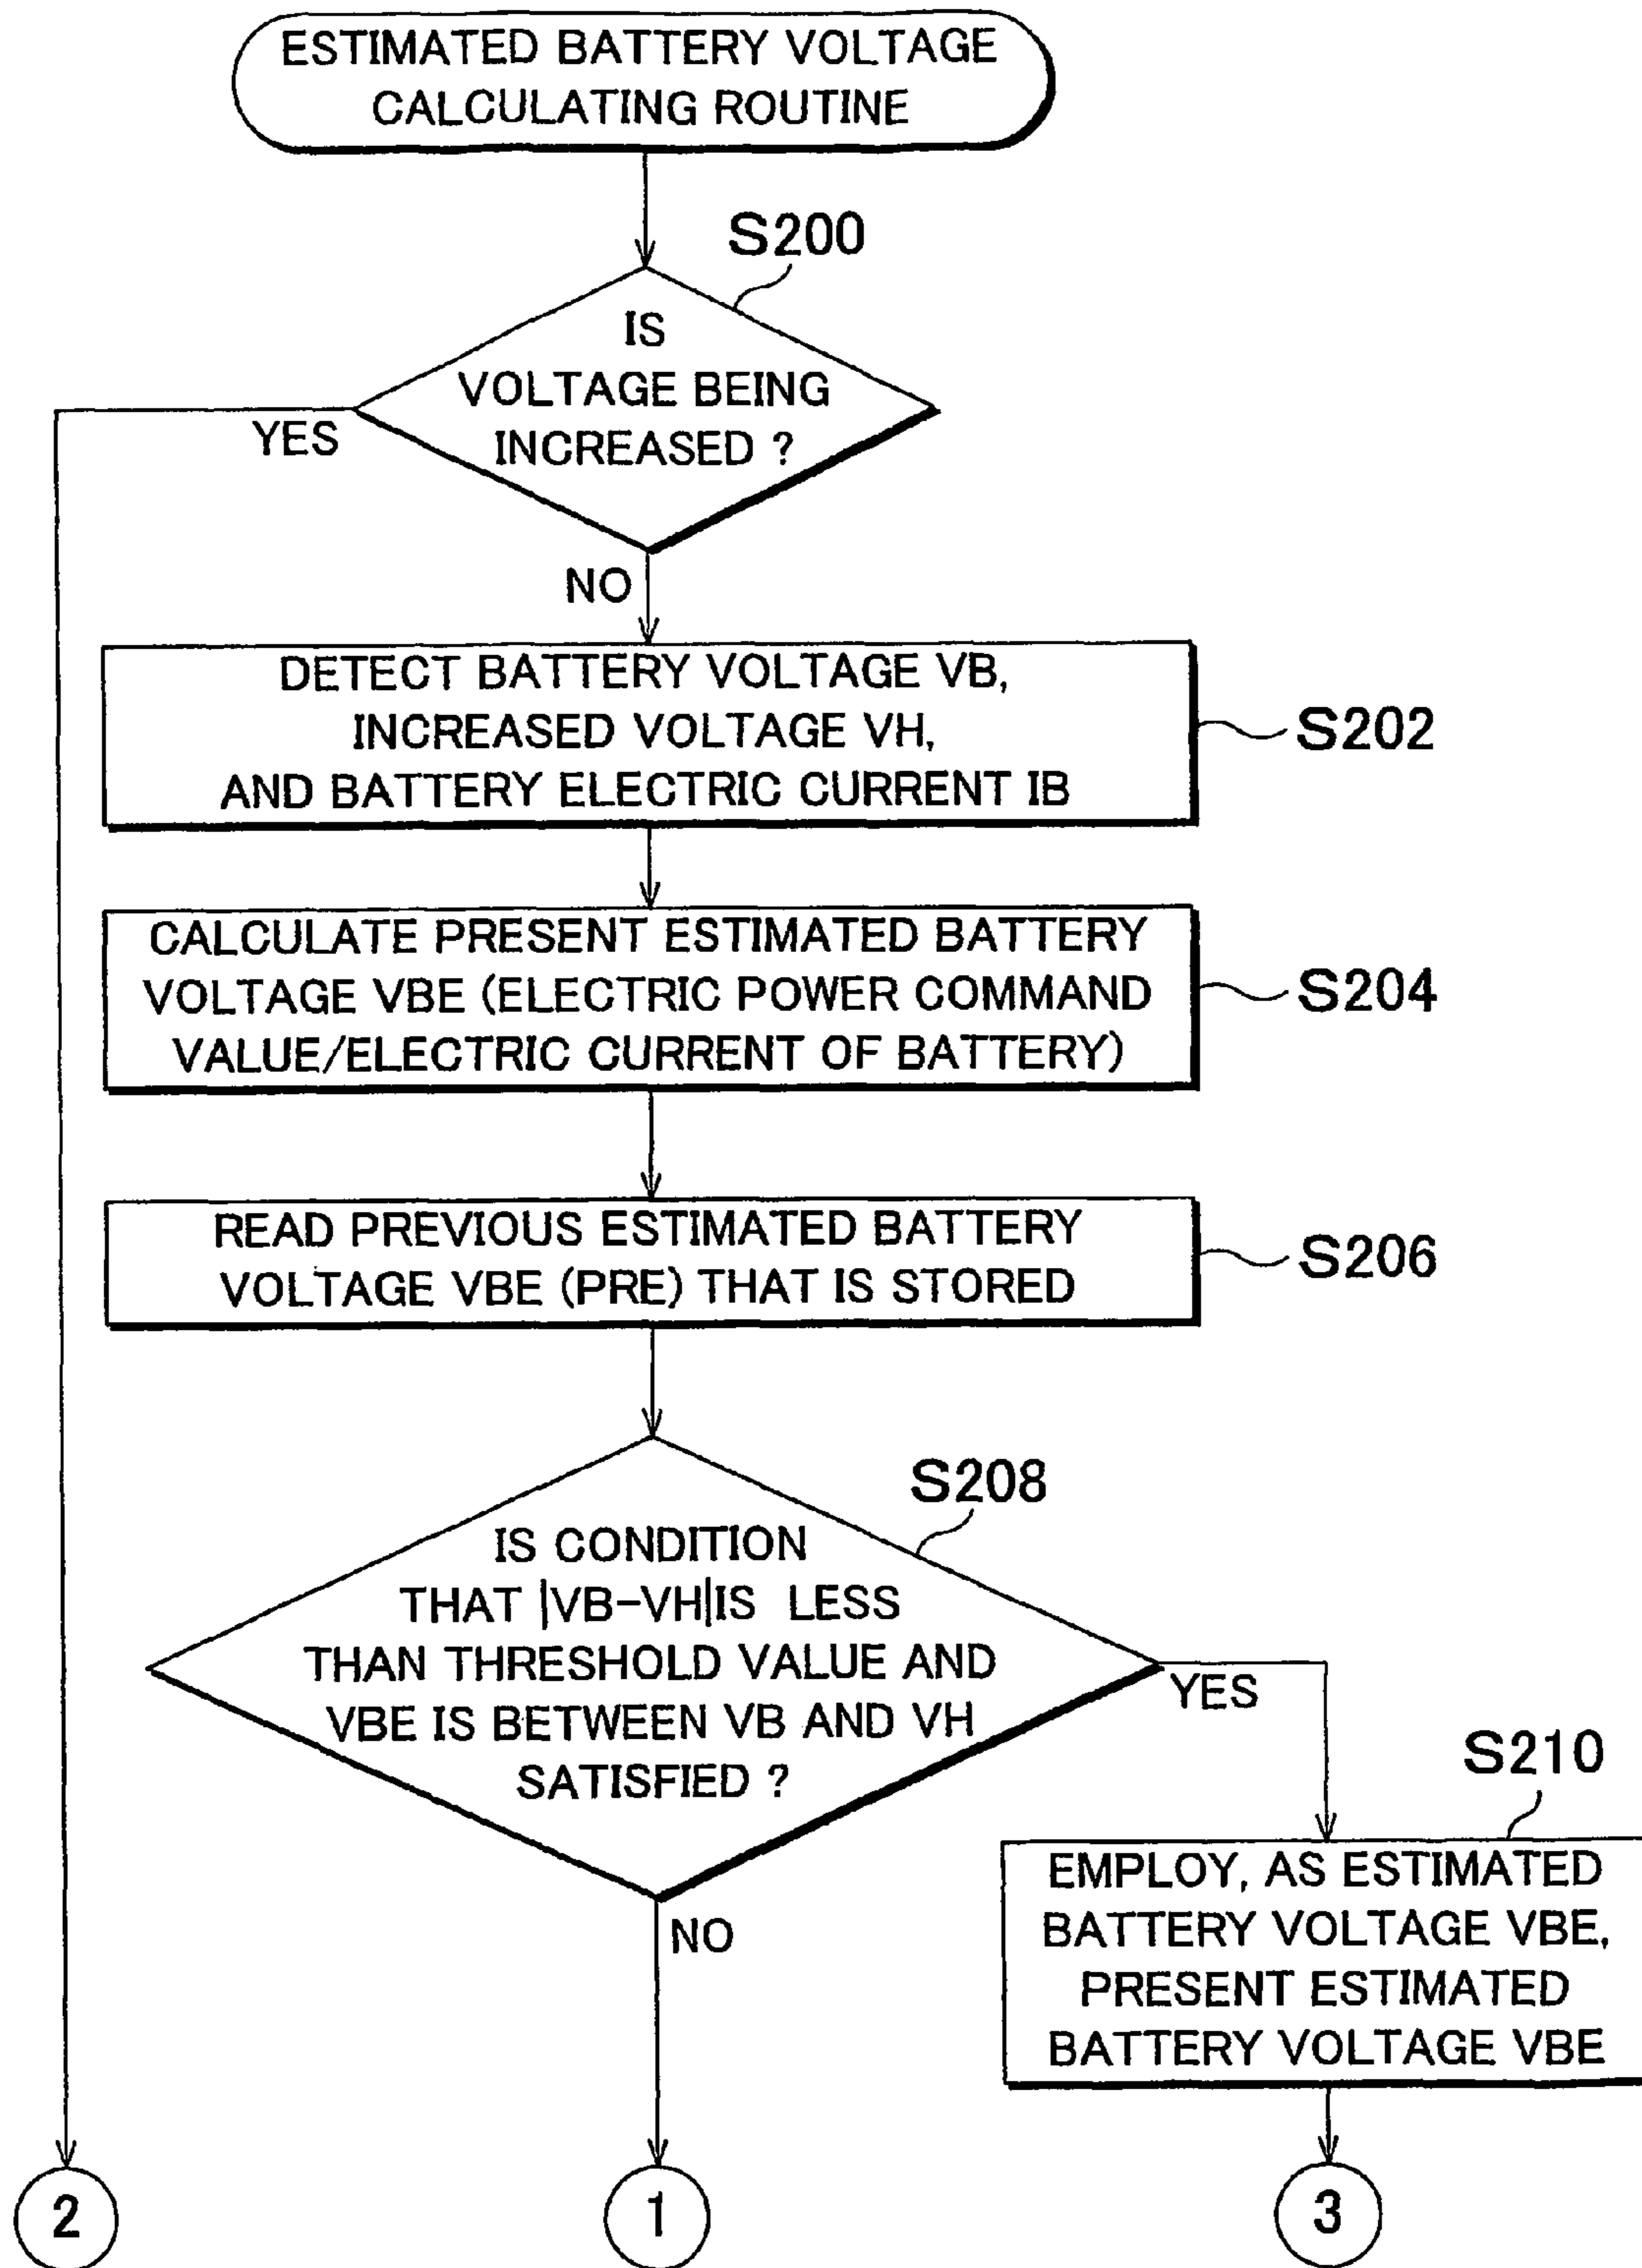 ESTIMATED BATTERY VOLTAGE
CALCULATING ROUTINE
S200
IS
VOLTAGE BEING
INCREASED ?
YES
NO
DETECT BATTERY VOLTAGE VB,
INCREASED VOLTAGE VH,
AND BATTERY ELECTRIC CURRENT IB
S202
CALCULATE PRESENT ESTIMATED BATTERY
VOLTAGE VBE (ELECTRIC POWER COMMAND
VALUE/ELECTRIC CURRENT OF BATTERY)
S204
READ PREVIOUS ESTIMATED BATTERY
VOLTAGE VBE (PRE) THAT IS STORED
S206
S208
IS CONDITION
THAT |VB-VH| IS LESS
THAN THRESHOLD VALUE AND
VBE IS BETWEEN VB AND VH
SATISFIED ?
YES
NO
S210
EMPLOY, AS ESTIMATED
BATTERY VOLTAGE VBE,
PRESENT ESTIMATED
BATTERY VOLTAGE VBE
2
1
3